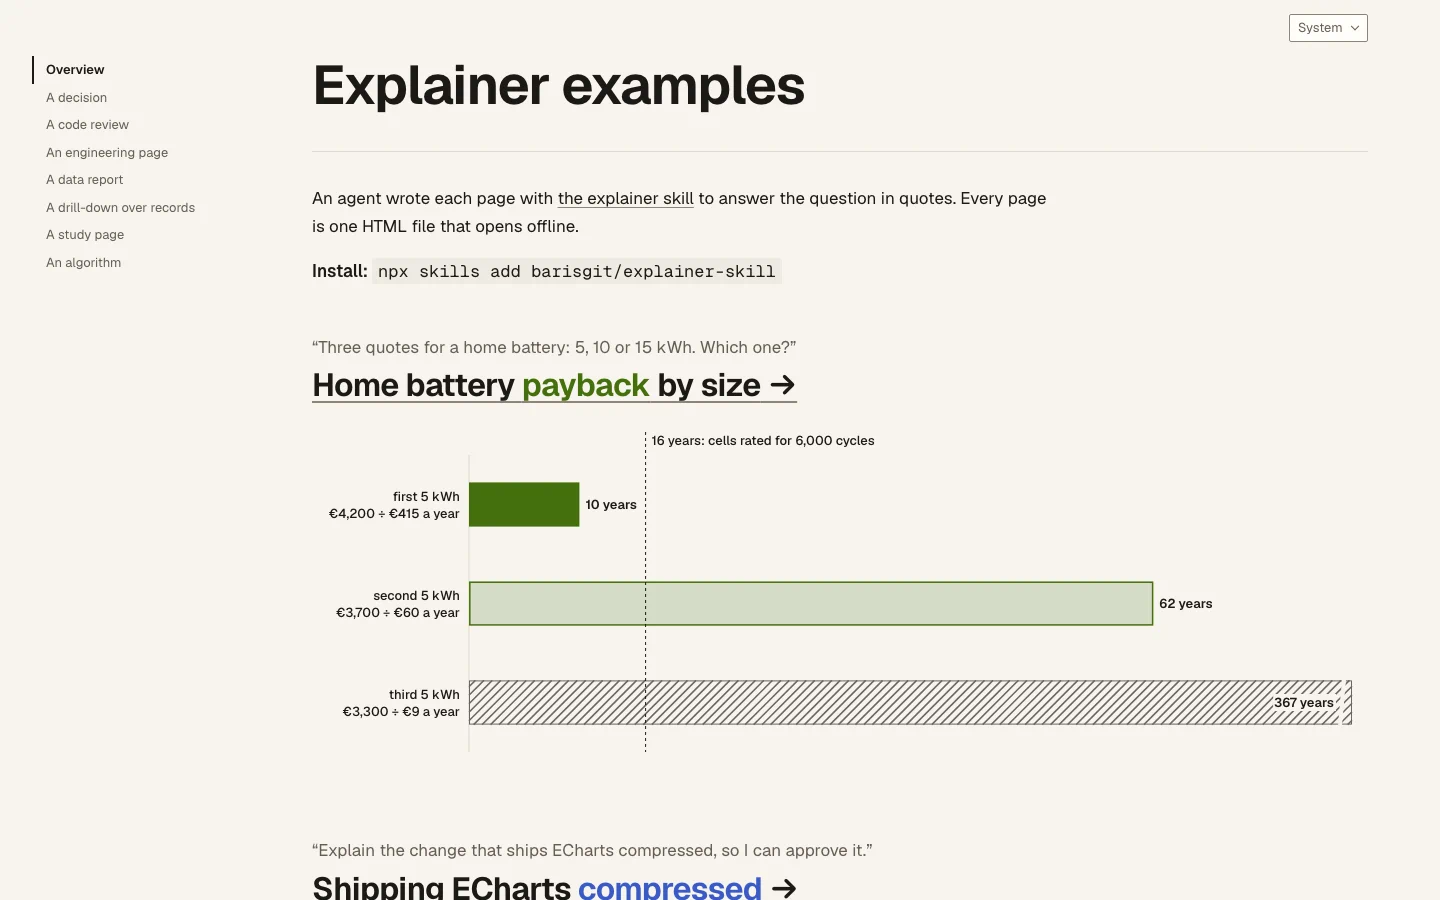 System
Overview
A decision
A code review
An engineering page
A data report
A drill-down over records
A study page
An algorithm
Explainer examples
An agent wrote each page with the explainer skill to answer the question in quotes. Every page
is one HTML file that opens offline.
Install: npx skills add barisgit/explainer-skill
“Three quotes for a home battery: 5, 10 or 15 kWh. Which one?”
Home battery payback by size →
16 years: cells rated for 6,000 cycles
first 5 kWh
€4,200 ÷ €415 a year
10 years
second 5 kWh
€3,700 ÷ €60 a year
62 years
third 5 kWh
€3,300 ÷ €9 a year
367 years
“Explain the change that ships ECharts compressed, so I can approve it.”
Shipping ECharts compressed →